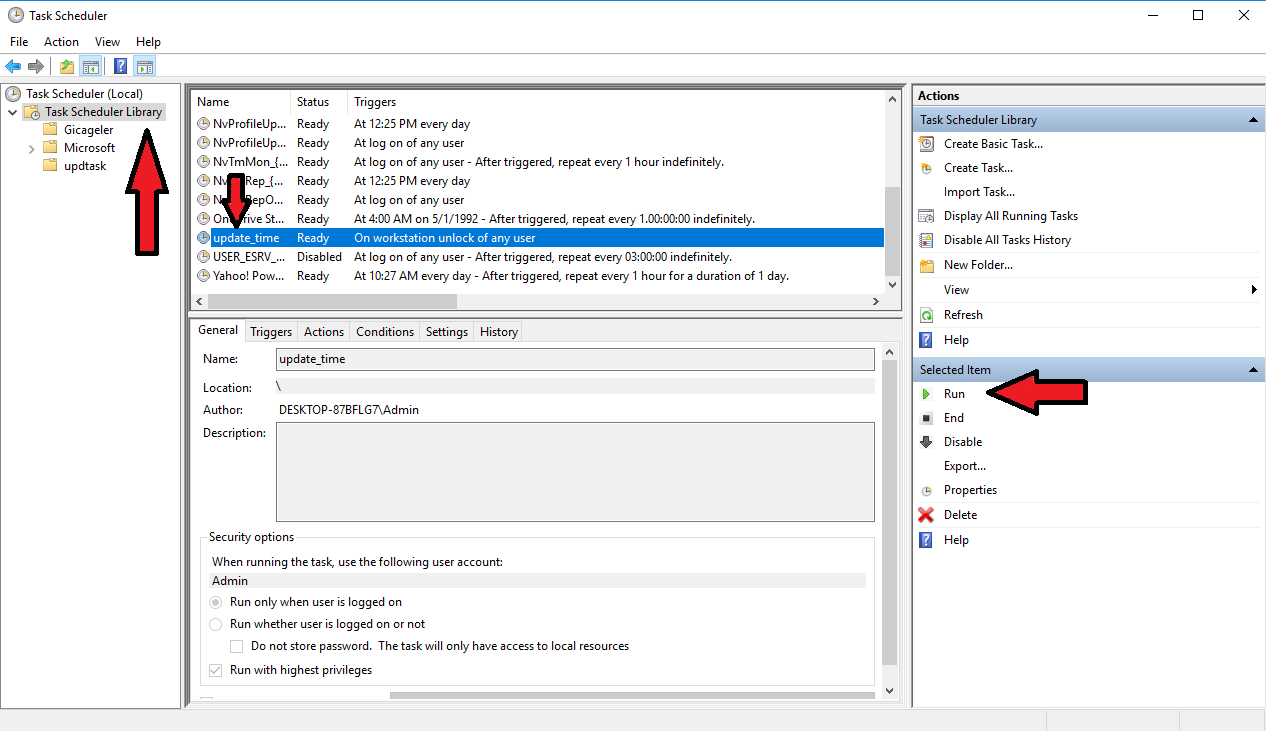 Task Scheduler
File Action View Help
Task Scheduler (Local)
Task Scheduler Library
Gicageler
Microsoft
updtask
Name Status Triggers
NvProfileUp... Ready At 12:25 PM every day
NvProfileUp... Ready At log on of any user
NvTmMon_{... Ready At log on of any user - After triggered, repeat every 1 hour indefinitely.
Rep_{... Ready At 12:25 PM every day
RepO... Ready At log on of any user
St... Ready At 4:00 AM on 5/1/1992 - After triggered, repeat every 1.00:00:00 indefinitely.
update_time Ready On workstation unlock of any user
USER_ESRV_... Disabled At log on of any user - After triggered, repeat every 03:00:00 indefinitely.
Yahoo! Pow... Ready At 10:27 AM every day - After triggered, repeat every 1 hour for a duration of 1 day.
General Triggers Actions Conditions Settings History
Name: update_time
Location: \
Author: DESKTOP-87BFLG7\Admin
Description:
Security options
When running the task, use the following user account:
Admin
Run only when user is logged on
Run whether user is logged on or not
Do not store password. The task will only have access to local resources
Run with highest privileges
Actions
Task Scheduler Library
Create Basic Task...
Create Task...
Import Task...
Display All Running Tasks
Disable All Tasks History
New Folder...
View
Refresh
Help
Selected Item
Run
End
Disable
Export...
Properties
Delete
Help